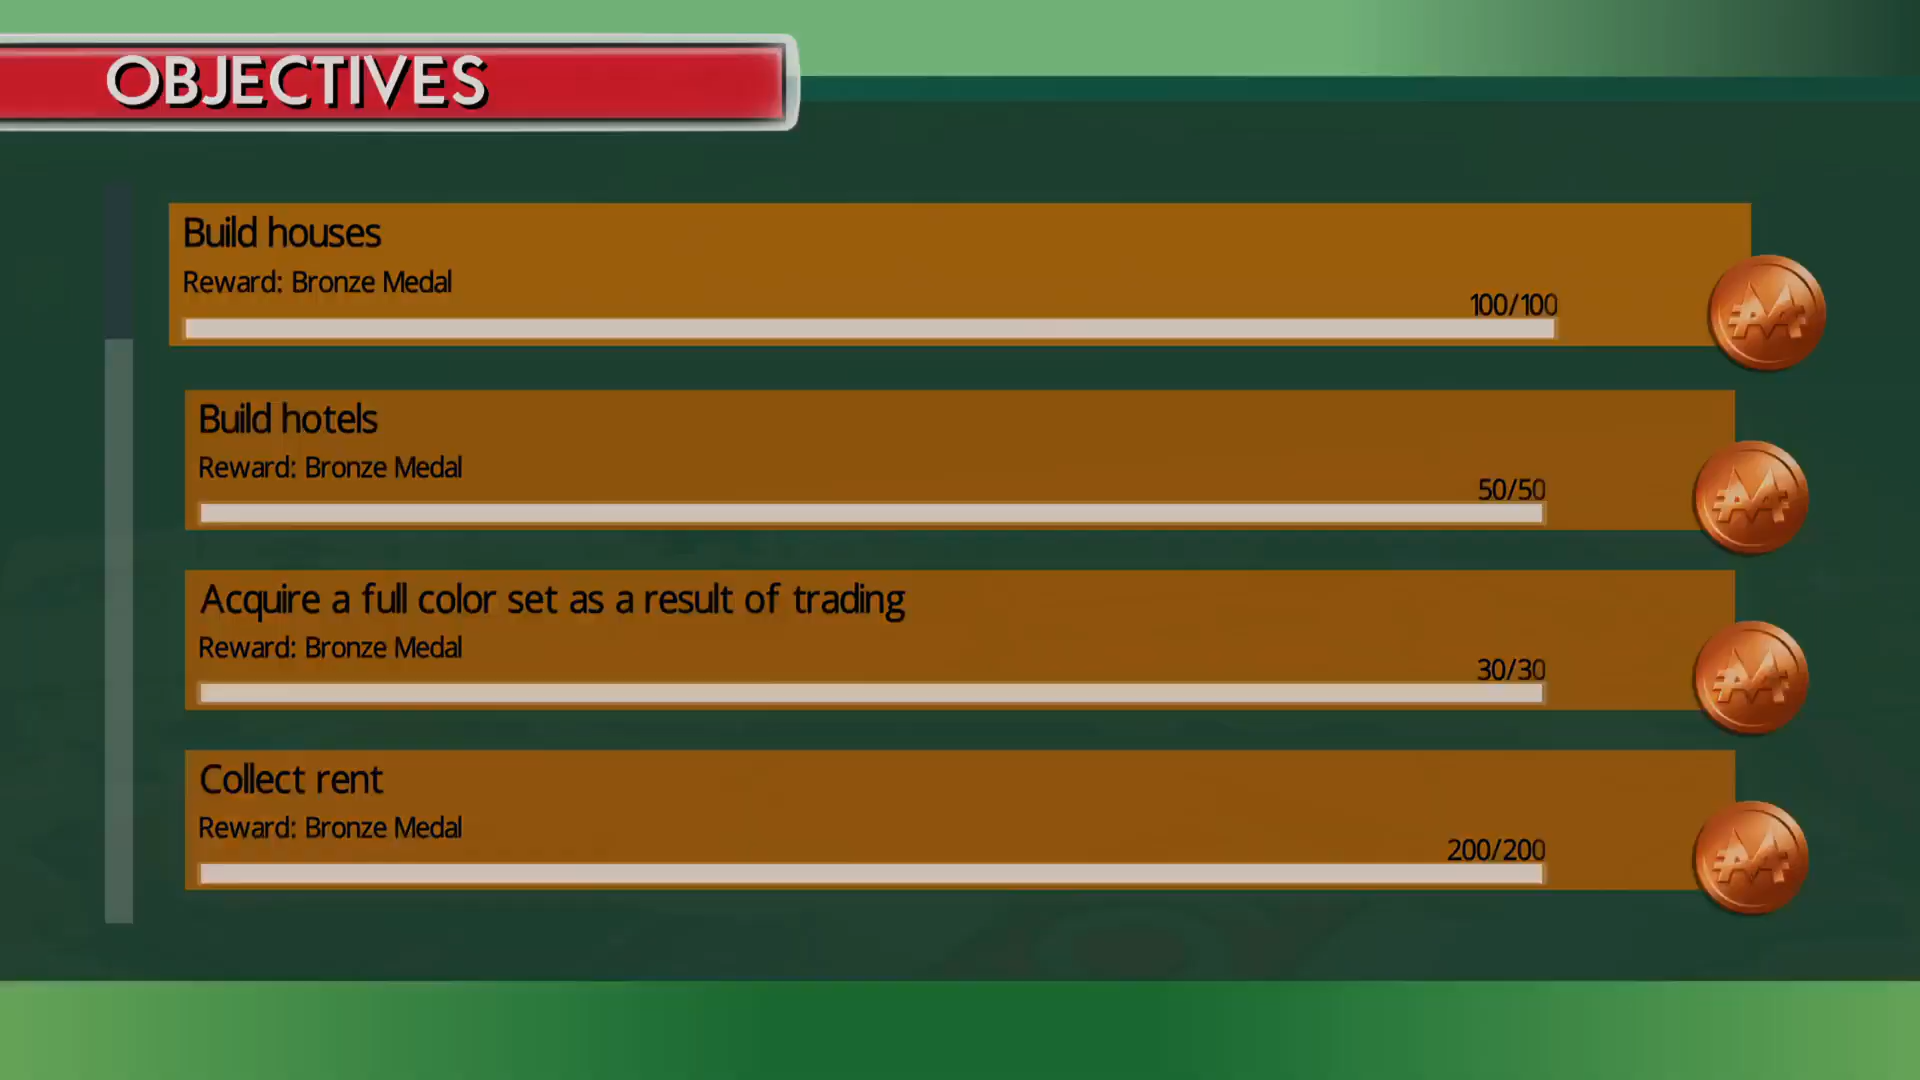 OBJECTIVES
Build houses
Reward: Bronze Medal
100/100
Build hotels
Reward: Bronze Medal
50/50
Acquire a full color set as a result of trading
Reward: Bronze Medal
30/30
Collect rent
Reward: Bronze Medal
200/200